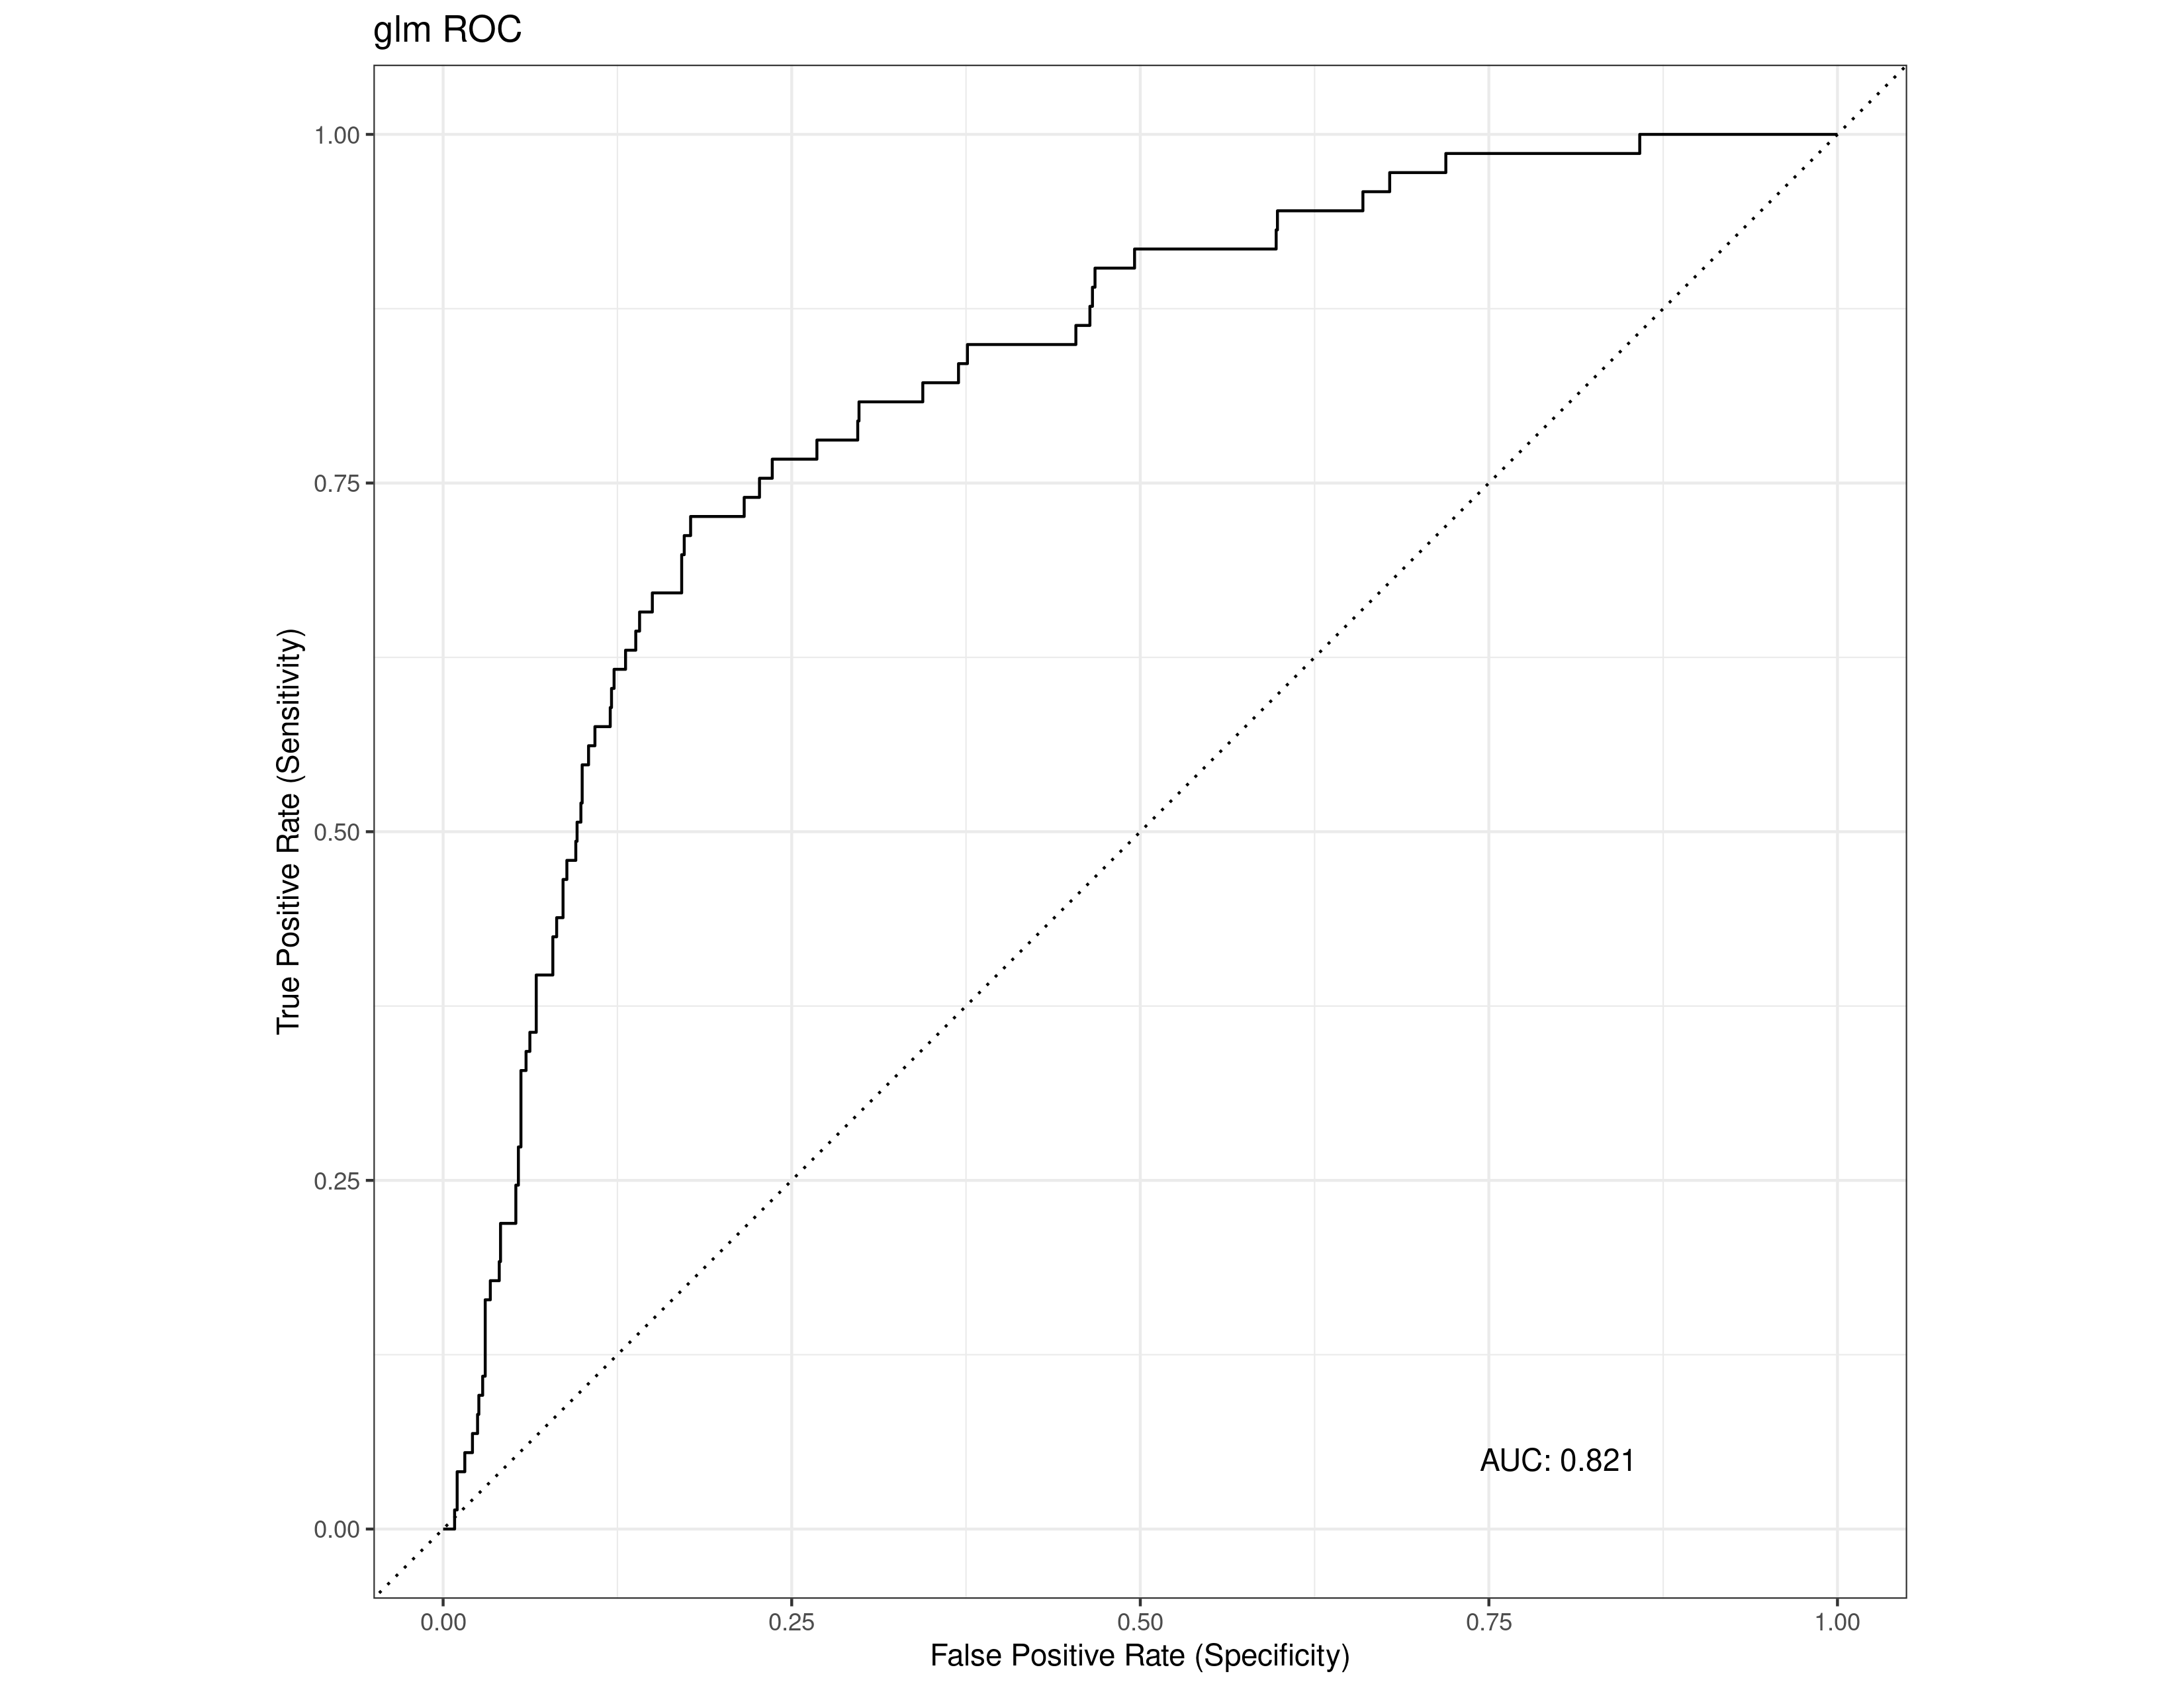 glm ROC
True Positive Rate (Sensitivity)
1.00
0.75
0.50
0.25
0.00
AUC: 0.821
0.00 0.25 0.50 0.75 1.00
False Positive Rate (Specificity)